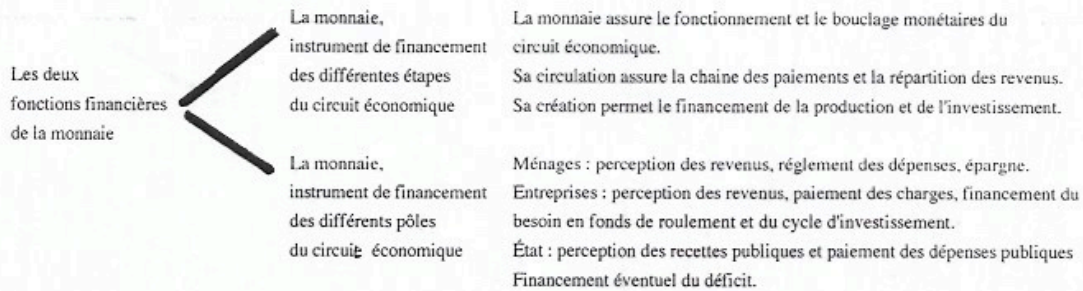 Les deux
fonctions financières
de la monnaie
La monnaie,
instrument de financement
des différentes étapes
du circuit économique
La monnaie assure le fonctionnement et le bouclage monétaires du
circuit économique.
Sa circulation assure la chaine des paiements et la répartition des revenus.
Sa création permet le financement de la production et de l'investissement.
La monnaie,
instrument de financement
des différents pôles
du circuit économique
Ménages : perception des revenus, réglement des dépenses, épargne.
Entreprises : perception des revenus, paiement des charges, financement du
besoin en fonds de roulement et du cycle d'investissement.
État : perception des recettes publiques et paiement des dépenses publiques
Financement éventuel du déficit.